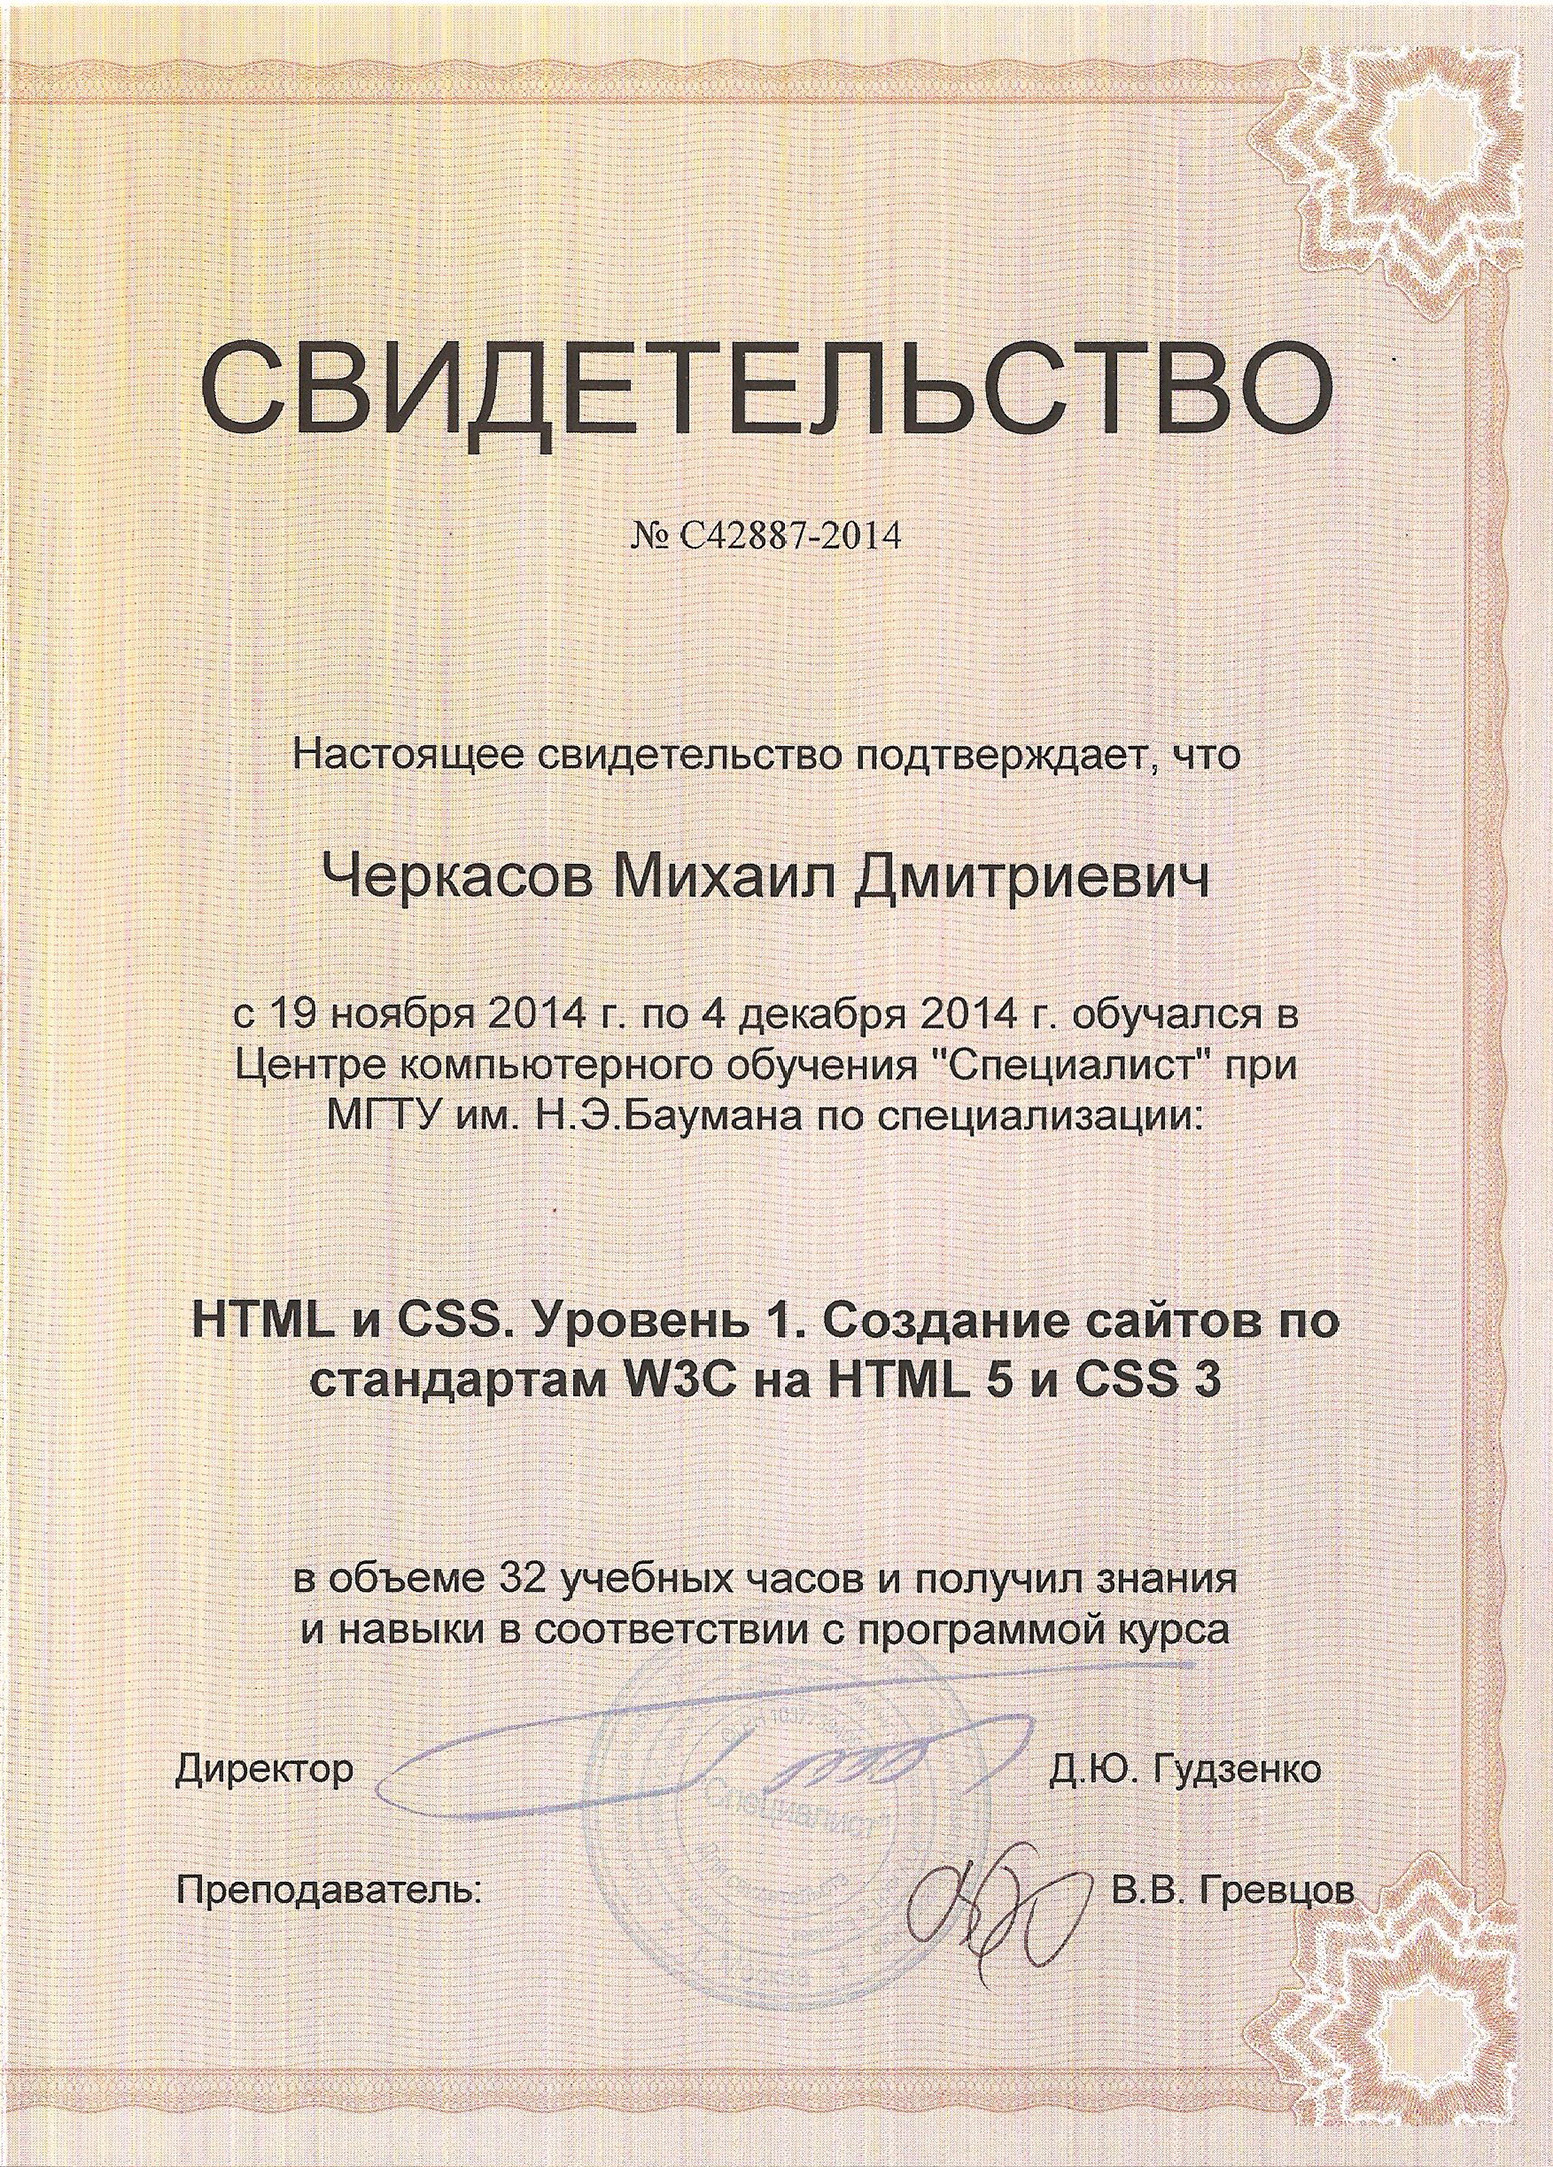 СВИДЕТЕЛЬСТВО
№ C42887-2014
Настоящее свидетельство подтверждает, что
Черкасов Михаил Дмитриевич
с 19 ноября 2014 г. по 4 декабря 2014 г. обучался в
Центре компьютерного обучения "Специалист" при
МГТУ им. Н.Э.Баумана по специализации:
HTML и CSS. Уровень 1. Создание сайтов по
стандартам W3C на HTML 5 и CSS 3
в объеме 32 учебных часов и получил знания
и навыки в соответствии с программой курса
Директор Д.Ю. Гудзенко
"Специалист"
Преподаватель: В.В. Гревцов